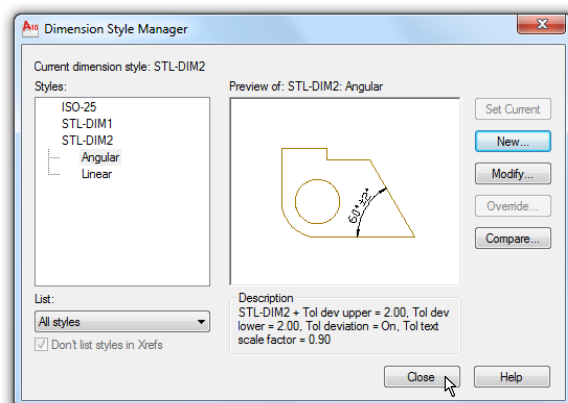 A10 Dimension Style Manager
Current dimension style: STL-DIM2
Styles:
ISO-25
STL-DIM1
STL-DIM2
Angular
Linear
Preview of: STL-DIM2: Angular
60°±2°
Set Current
New...
Modify...
Override...
Compare...
List:
All styles
Don't list styles in Xrefs
Description
STL-DIM2 + Tol dev upper = 2.00, Tol dev
lower = 2.00, Tol deviation = On, Tol text
scale factor = 0.90
Close
Help